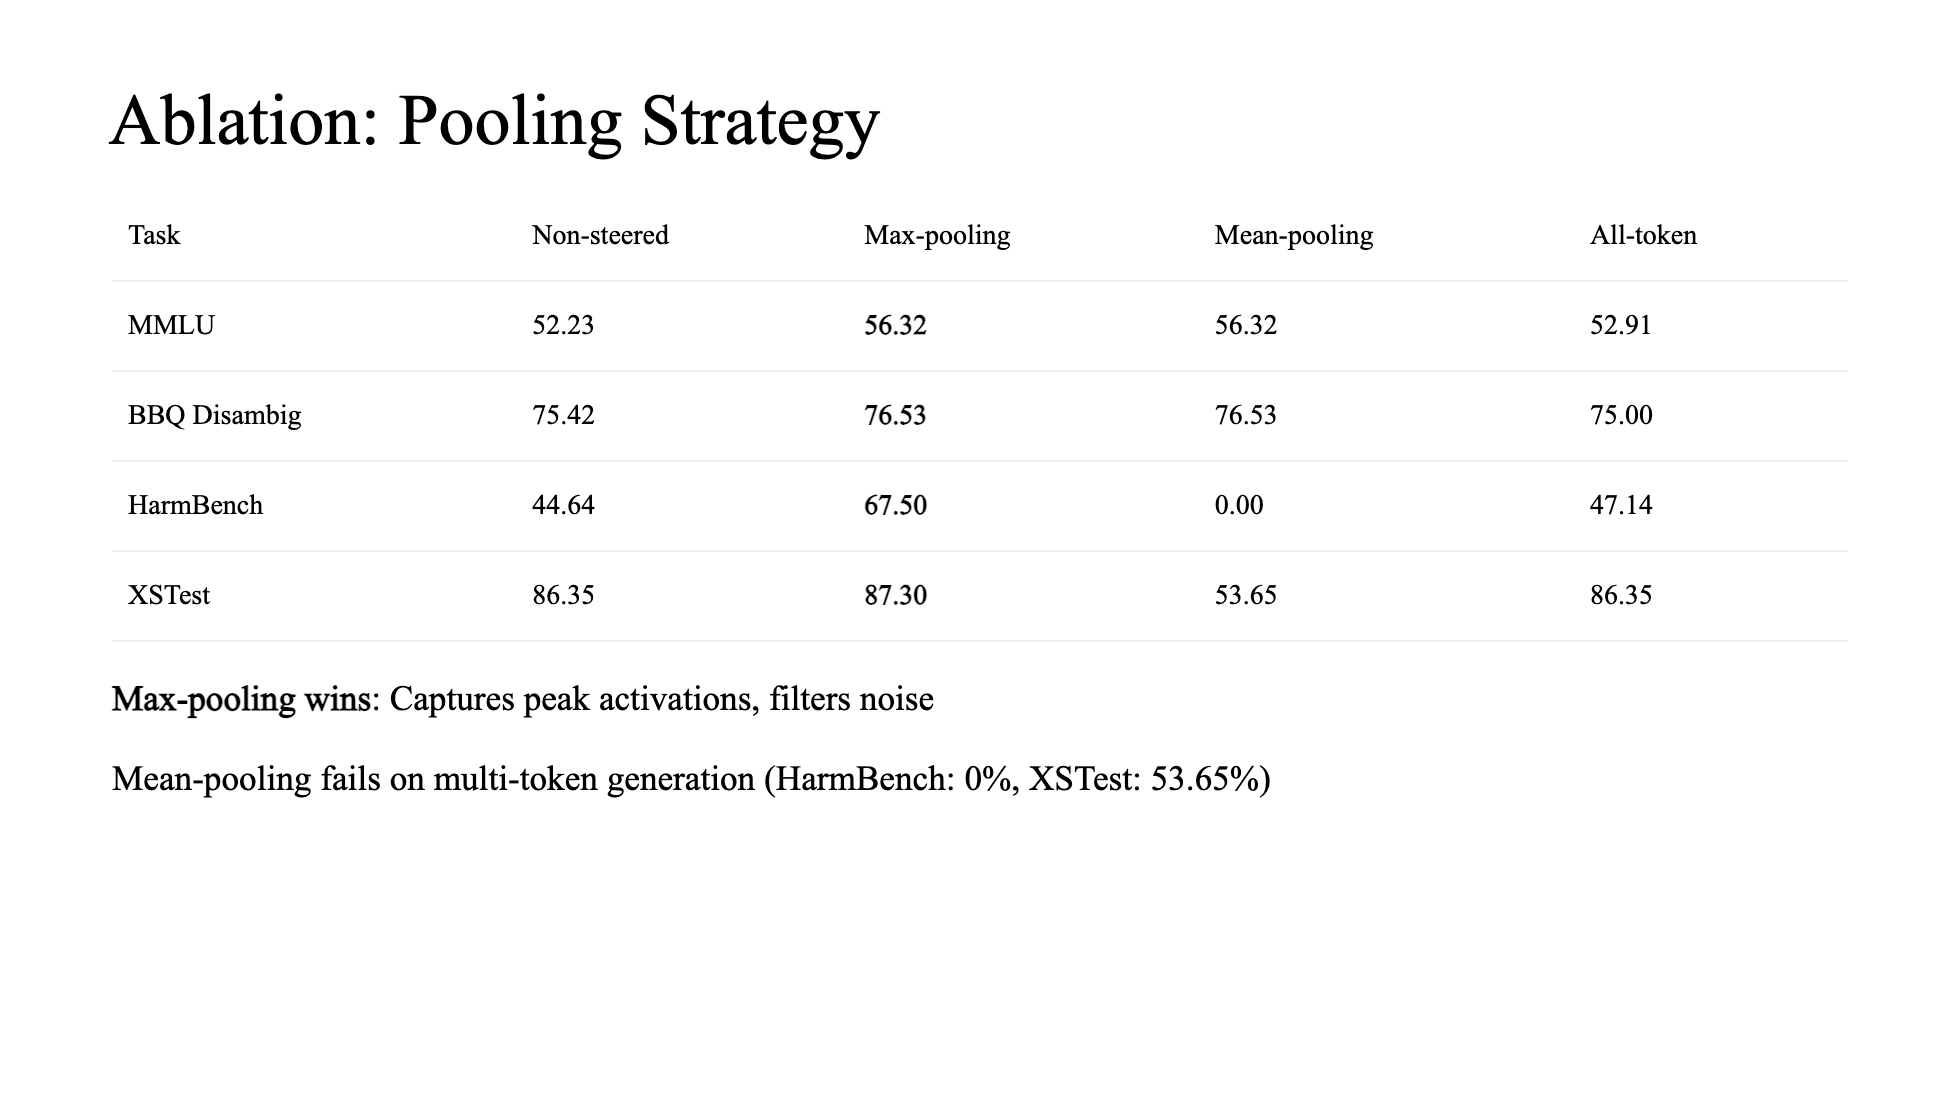 Ablation: Pooling Strategy
Task Non-steered Max-pooling Mean-pooling All-token
MMLU 52.23 56.32 56.32 52.91
BBQ Disambig 75.42 76.53 76.53 75.00
HarmBench 44.64 67.50 0.00 47.14
XSTest 86.35 87.30 53.65 86.35
Max-pooling wins: Captures peak activations, filters noise
Mean-pooling fails on multi-token generation (HarmBench: 0%, XSTest: 53.65%)